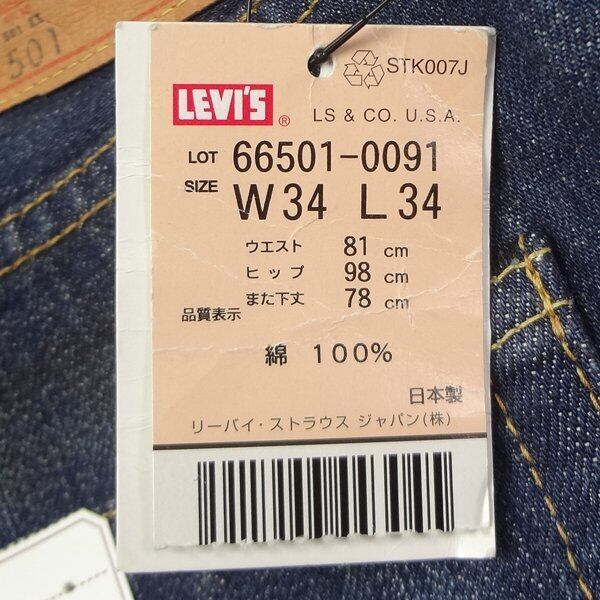 501 XX
501
STK007J
LEVI'S ®
LS & CO. U.S.A.
LOT 66501-0091
SIZE W34 L34
ウエスト 81 cm
ヒップ 98 cm
また下丈 78 cm
品質表示
綿 100%
日本製
リーバイ・ストラウス ジャパン(株)